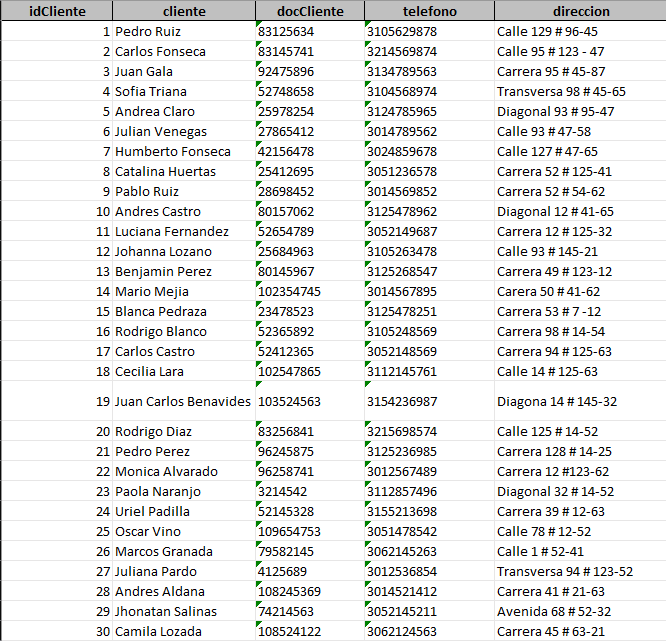 idCliente cliente docCliente telefono direccion
1 Pedro Ruiz 83125634 3105629878 Calle 129 # 96-45
2 Carlos Fonseca 83145741 3214569874 Calle 95 # 123 - 47
3 Juan Gala 92475896 3134789563 Carrera 95 # 45-87
4 Sofia Triana 52748658 3104568974 Transversa 98 # 45-65
5 Andrea Claro 25978254 3124785965 Diagonal 93 # 95-47
6 Julian Venegas 27865412 3014789562 Calle 93 # 47-58
7 Humberto Fonseca 42156478 3024859678 Calle 127 # 47-65
8 Catalina Huertas 25412695 3051236578 Carrera 52 # 125-41
9 Pablo Ruiz 28698452 3014569852 Carrera 52 # 54-62
10 Andres Castro 80157062 3125478962 Diagonal 12 # 41-65
11 Luciana Fernandez 52654789 3052149687 Carrera 12 # 125-32
12 Johanna Lozano 25684963 3105263478 Calle 93 # 145-21
13 Benjamin Perez 80145967 3125268547 Carrera 49 # 123-12
14 Mario Mejia 102354745 3014567895 Carera 50 # 41-62
15 Blanca Pedraza 23478523 3125478251 Carrera 53 # 7 -12
16 Rodrigo Blanco 52365892 3105248569 Carrera 98 # 14-54
17 Carlos Castro 52412365 3052148569 Carrera 94 # 125-63
18 Cecilia Lara 102547865 3112145761 Calle 14 # 125-63
19 Juan Carlos Benavides 103524563 3154236987 Diagona 14 # 145-32
20 Rodrigo Diaz 83256841 3215698574 Calle 125 # 14-52
21 Pedro Perez 96245875 3125236985 Carrera 128 # 14-25
22 Monica Alvarado 96258741 3012567489 Carrera 12 #123-62
23 Paola Naranjo 3214542 3112857496 Diagonal 32 # 14-52
24 Uriel Padilla 52145328 3155213698 Carrera 39 # 12-63
25 Oscar Vino 109654753 3051478542 Calle 78 # 12-52
26 Marcos Granada 79582145 3062145263 Calle 1 # 52-41
27 Juliana Pardo 4125689 3012536854 Transversa 94 # 123-52
28 Andres Aldana 108245369 3014521412 Carrera 41 # 21-63
29 Jhonatan Salinas 74214563 3052145211 Avenida 68 # 52-32
30 Camila Lozada 108524122 3062124563 Carrera 45 # 63-21